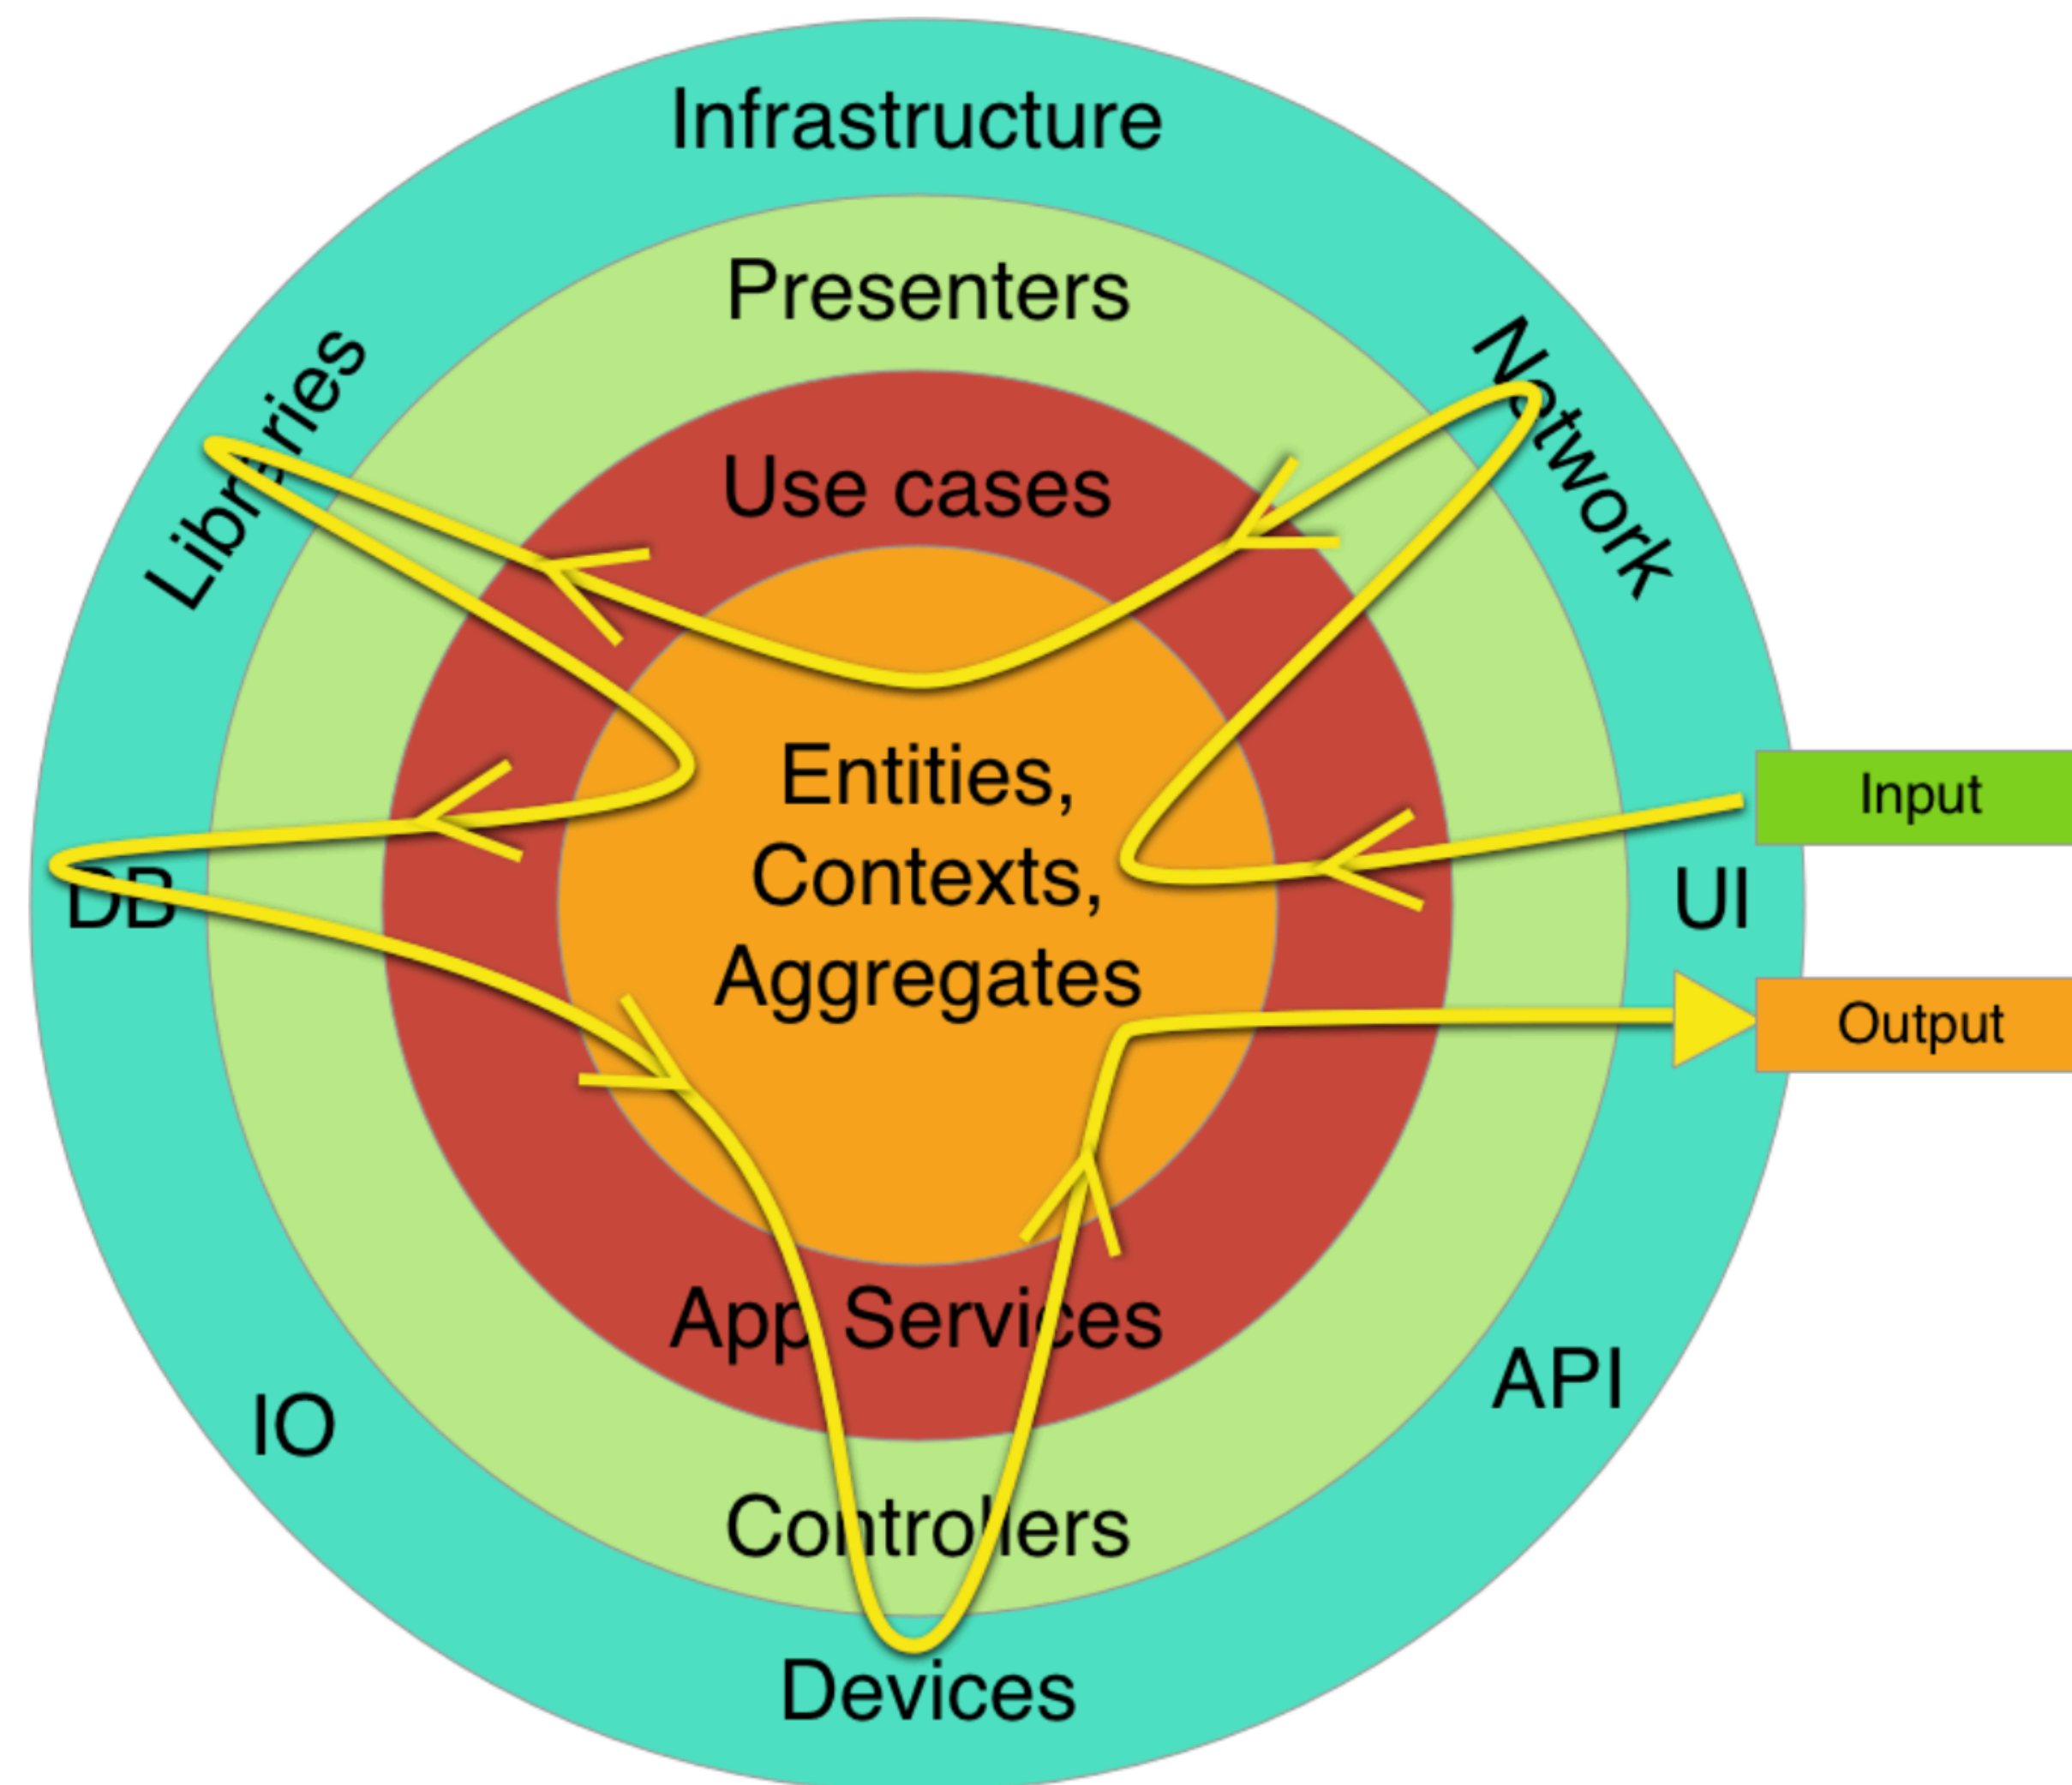 Infrastructure
Presenters
Network
Libraries
Use cases
Entities,
Contexts,
Aggregates
Input
DB
UI
Output
App Services
API
IO
Controllers
Devices